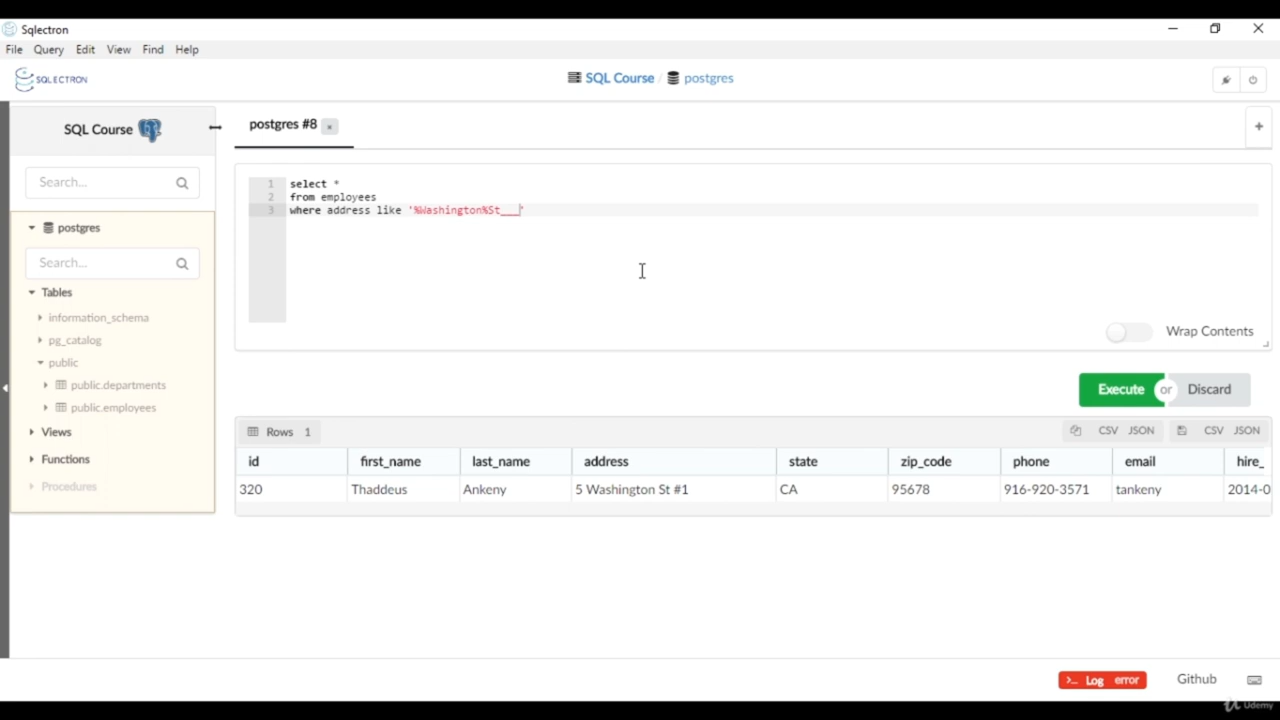 Sqlectron
File Query Edit View Find Help
SQLECTRON
SQL Course / postgres
SQL Course
postgres #8 ×
+
Search...
1 select *
2 from employees
3 where address like '%Washington%St___'
postgres
Search...
Tables
information_schema
pg_catalog
public
public.departments
public.employees
Views
Functions
Procedures
Wrap Contents
Execute or Discard
Rows 1 CSV JSON CSV JSON
id first_name last_name address state zip_code phone email hire_
320 Thaddeus Ankeny 5 Washington St #1 CA 95678 916-920-3571 tankeny 2014-0
>_ Log error Github
Udemy